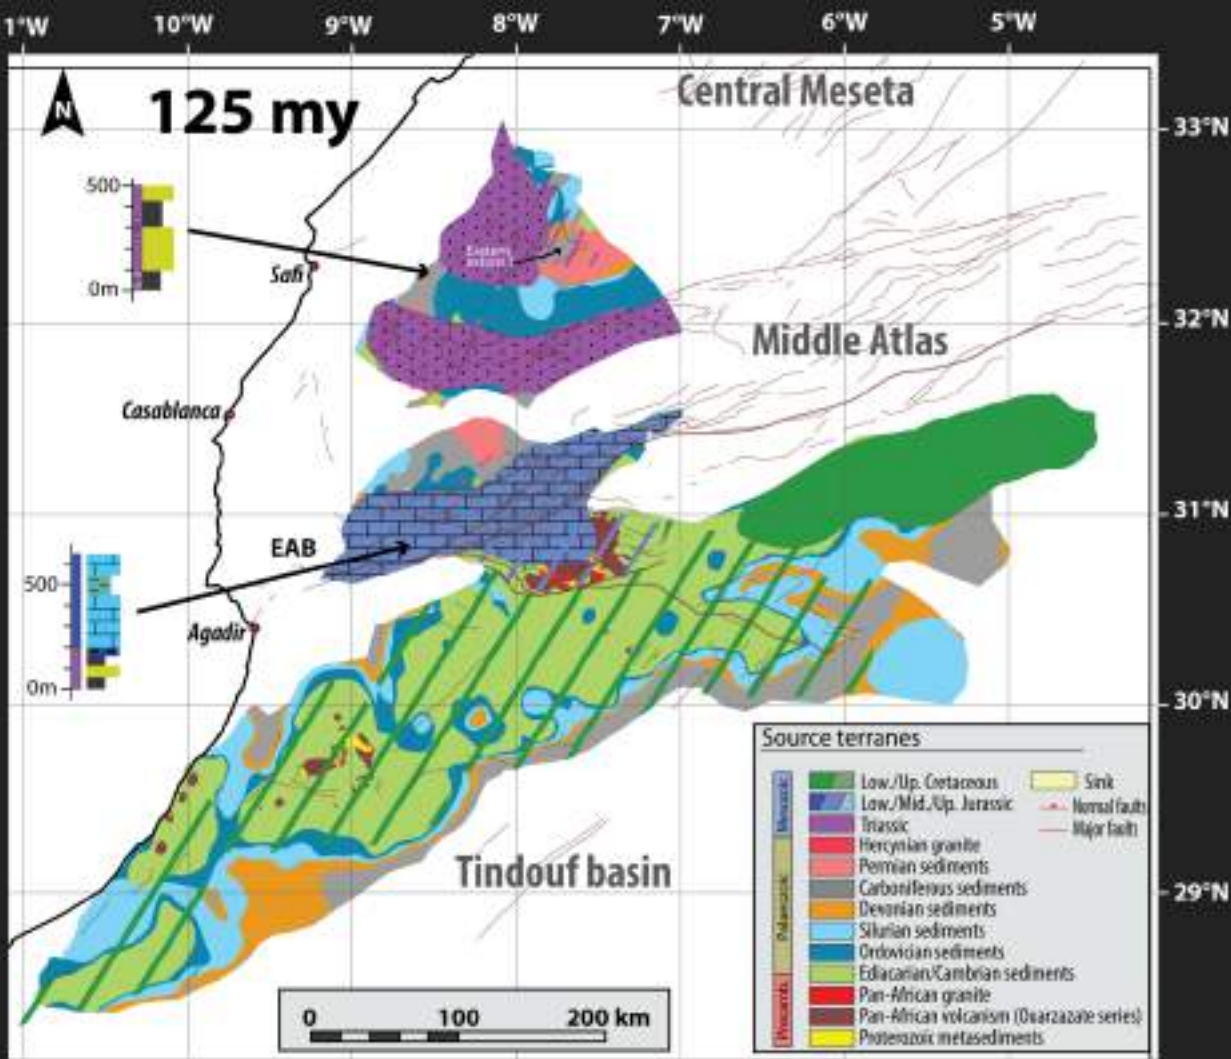 1°W 10°W 9°W 8°W 7°W 6°W 5°W
N
125 my
Central Meseta
33°N
500
0m
Safi
32°N
Middle Atlas
Casablanca
31°N
EAB
500
0m
Agadir
30°N
Tindouf basin
29°N
0 100 200 km
Source terranes
Mesozoic
Low./Up. Cretaceous
Low./Mid./Up. Jurassic
Triassic
Hercynian granite
Permian sediments
Carboniferous sediments
Devonian sediments
Silurian sediments
Ordovician sediments
Ediacarian/Cambrian sediments
Pan-African granite
Pan-African volcanism (Ouarzazate series)
Proterozoic metasediments
Sink
Normal faults
Major faults